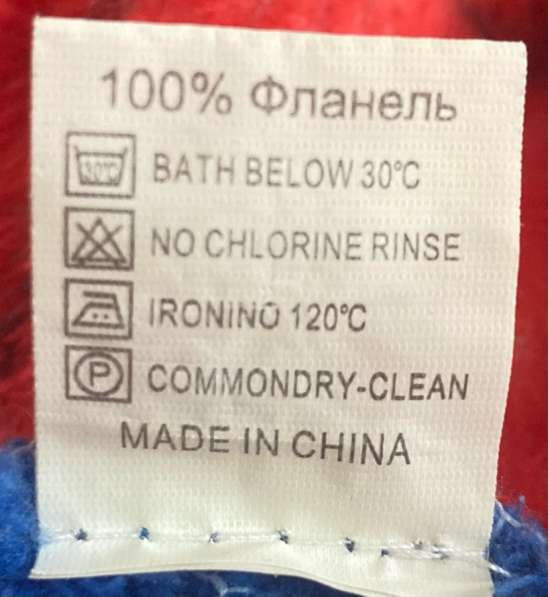 100% Фланель
30°C BATH BELOW 30°C
NO CHLORINE RINSE
IRONINO 120°C
P COMMONDRY-CLEAN
MADE IN CHINA